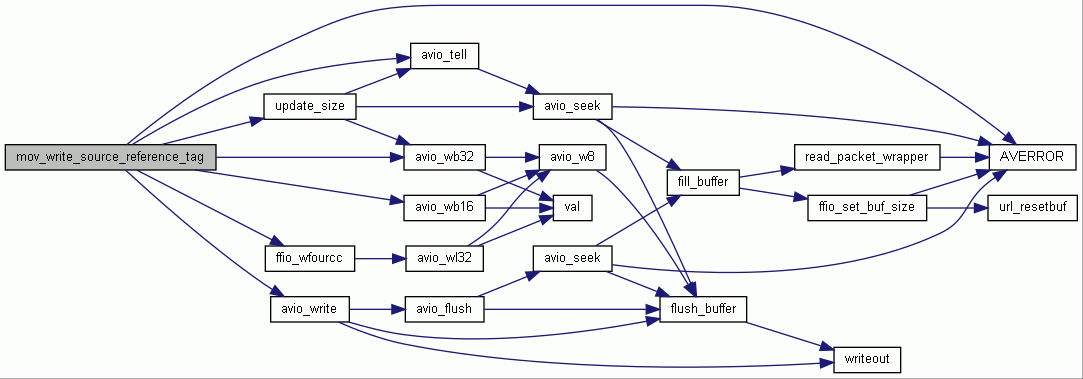 avio_tell
update_size
avio_seek
mov_write_source_reference_tag
avio_wb32
avio_w8
read_packet_wrapper
AVERROR
fill_buffer
avio_wb16
val
ffio_set_buf_size
url_resetbuf
ffio_wfourcc
avio_wl32
avio_seek
avio_write
avio_flush
flush_buffer
writeout